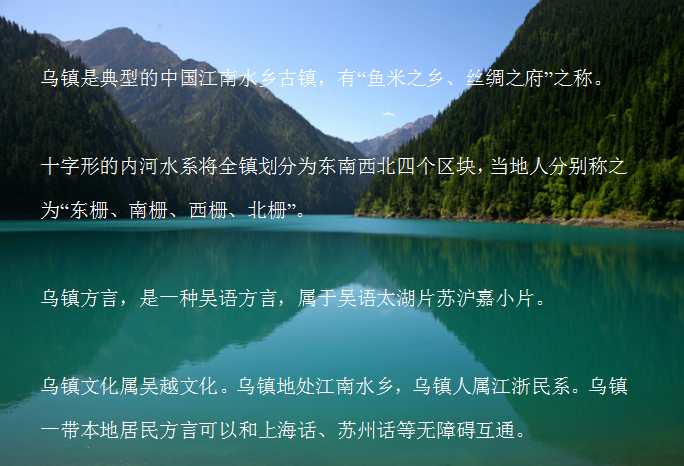 乌镇是典型的中国江南水乡古镇，有“鱼米之乡、丝绸之府”之称。
十字形的内河水系将全镇划分为东南西北四个区块，当地人分别称之
为“东栅、南栅、西栅、北栅”。
乌镇方言，是一种吴语方言，属于吴语太湖片苏沪嘉小片。
乌镇文化属吴越文化。乌镇地处江南水乡，乌镇人属江浙民系。乌镇
一带本地居民方言可以和上海话、苏州话等无障碍互通。